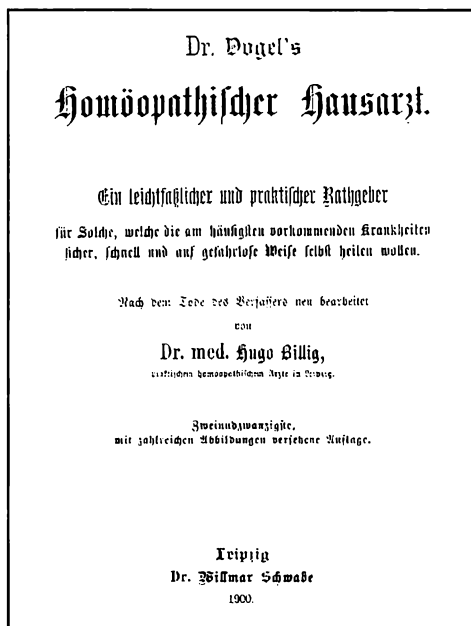 Dr. Vogel's
Homöopathischer Hausarzt.
Ein leichtfaßlicher und praktischer Rathgeber
für Solche, welche die am häufigsten vorkommenden Krankheiten
sicher, schnell und auf gefahrlose Weise selbst heilen wollen.
Nach dem Tode des Verfassers neu bearbeitet
von
Dr. med. Hugo Billig,
praktischem homöopathischem Arzte in Leipzig.
Zweiundzwanzigste,
mit zahlreichen Abbildungen versehene Auflage.
Leipzig
Dr. Willmar Schwabe
1900.